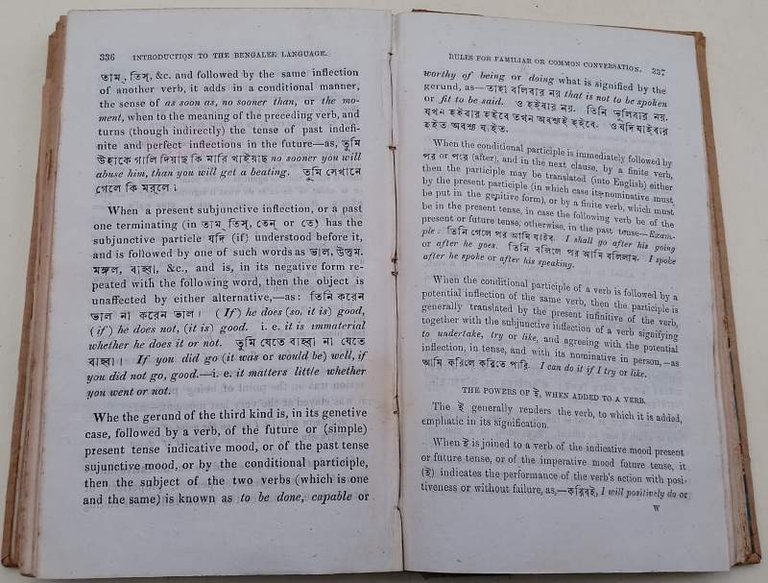 336 INTRODUCTION TO THE BENGALEE LANGUAGE.
তাম, তিস্, &c. and followed by the same inflection
of another verb, it adds in a conditional manner,
the sense of as soon as, no sooner than, or the mo-
ment, when to the meaning of the preceding verb, and
turns (though indirectly) the tense of past indefi-
nite and perfect inflections in the future—as, তুমি
উহাকে গালি দিয়াছ কি মারি খাইয়াছ no sooner you will
abuse him, than you will get a beating. তুমি সেখানে
গেলে কি মর্‌লে।
When a present subjunctive inflection, or a past
one terminating (in তাম, তিস্, তেন্ or তে) has the
subjunctive particle যদি (if) understood before it,
and is followed by one of such words as ভাল, উত্তম,
মঙ্গল, বাহ্বা, &c., and is, in its negative form re-
peated with the following word, then the object is
unaffected by either alternative,—as: তিনি করেন
ভাল না করেন ভাল। (If) he does (so, it is) good,
(if) he does not, (it is) good. i. e. it is immaterial
whether he does it or not. তুমি যেতে বাহ্বা না যেতে
বাহ্বা। If you did go (it was or would be) well, if
you did not go, good.—i. e. it matters little whether
you went or not.
Whe the gerund of the third kind is, in its genetive
case, followed by a verb, of the future or (simple)
present tense indicative mood, or of the past tense
sujunctive mood, or by the conditional participle,
then the subject of the two verbs (which is one
and the same) is known as to be done, capable or
RULES FOR FAMILIAR OR COMMON CONVERSATION. 337
worthy of being or doing what is signified by the
gerund, as—তাহা বলিবার নয় that is not to be spoken
or fit to be said. ও হইবার নয়. তিনি ভুলিবার নয়.
যখন হইবার হইবে তখন অবশ্যই হইবে. ও যদি যাইবার
হইত অবশ্য যাইত.
When the conditional participle is immediately followed by
পর or পরে (after), and in the next clause, by a finite verb,
then the participle may be translated (into English) either
by the present participle (in which case its nominative must
be put in the genitive form), or by a finite verb, which must
be in the present tense, in case the following verb be of the
present or future tense, otherwise, in the past tense—Exam-
ple: তিনি গেলে পর আমি যাইব. I shall go after his going
or after he goes. তিনি বলিলে পর আমি বলিলাম. I spoke
after he spoke or after his speaking.
When the conditional participle of a verb is followed by a
potential inflection of the same verb, then the participle is
generally translated by the present infinitive of the verb,
together with the subjunctive inflection of a verb signifying
to undertake, try or like, and agreeing with the potential
inflection, in tense, and with its nominative in person,—as
আমি করিলে করিতে পারি. I can do it if I try or like.
THE POWERS OF ই, WHEN ADDED TO A VERB.
The ই generally renders the verb, to which it is added,
emphatic in its signification.
When ই is joined to a verb of the indicative mood present
or future tense, or of the imperative mood future tense, it
(ই) indicates the performance of the verb's action with posi-
tiveness or without failure, as,—করিবই, I will positively do or
W